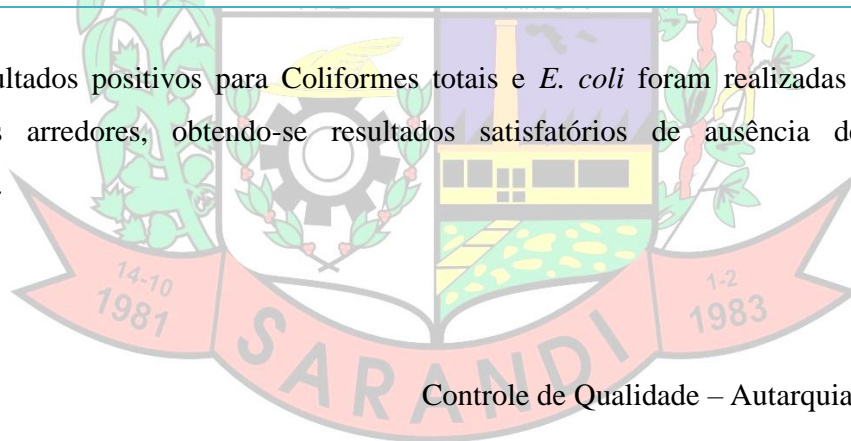 ultados positivos para Coliformes totais e E. coli foram realizadas
s arredores, obtendo-se resultados satisfatórios de ausência d
14-10
1981
1-2
1983
SARANDI
Controle de Qualidade – Autarquia